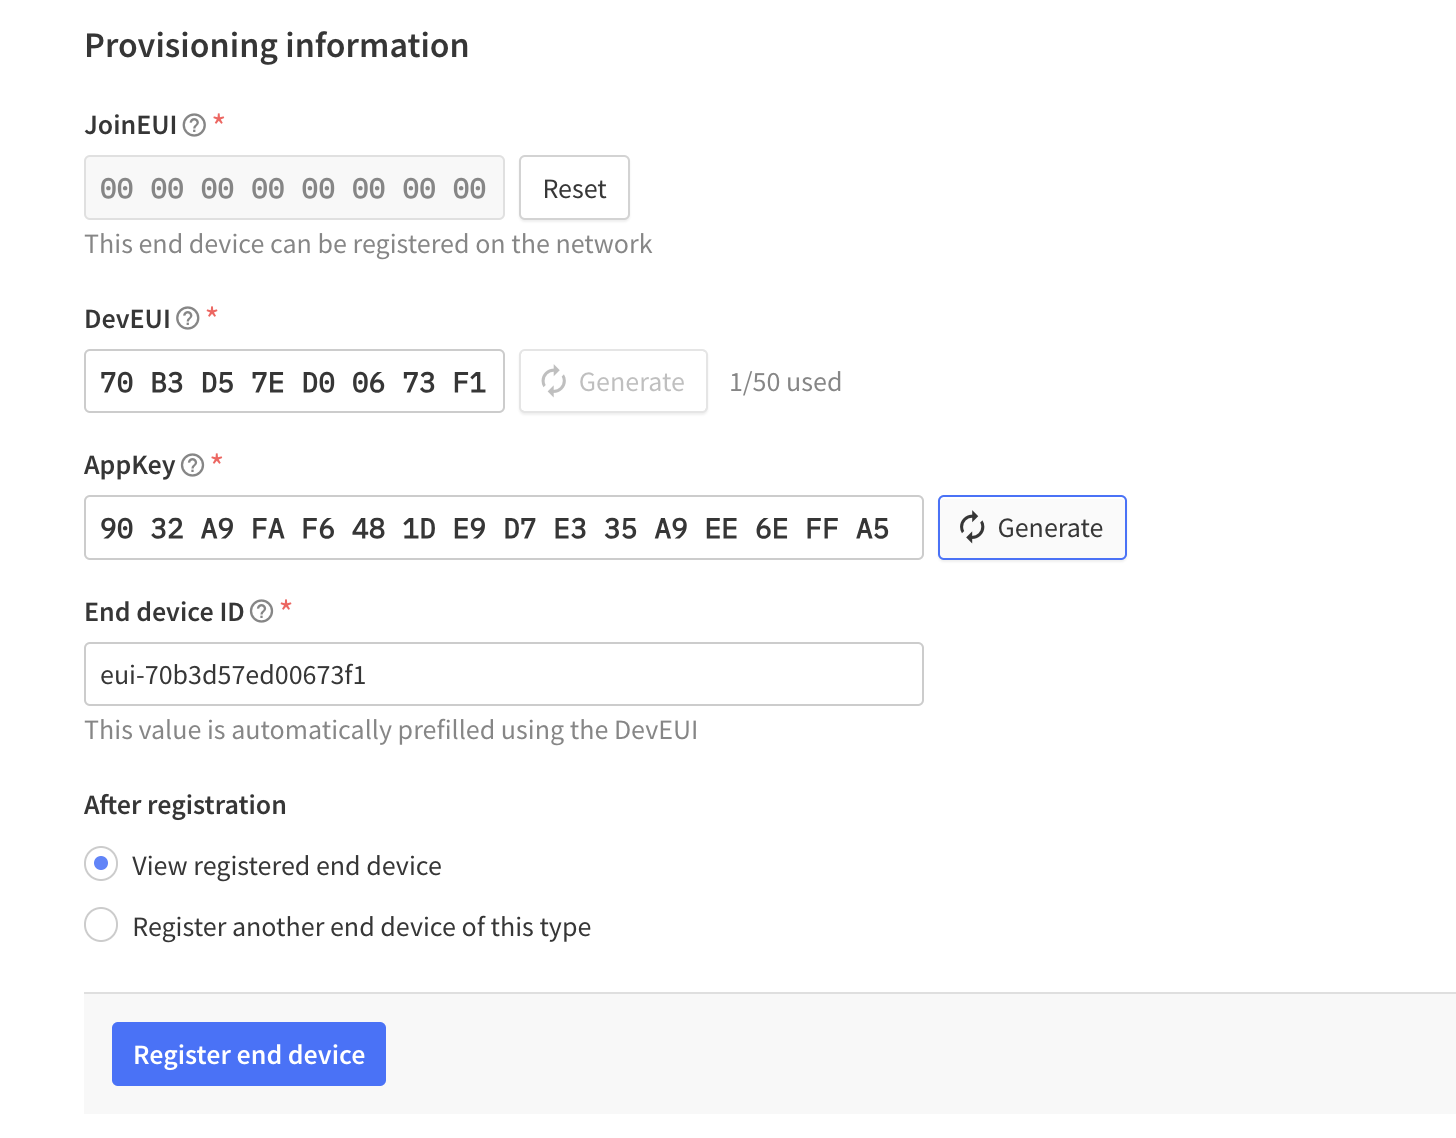 Provisioning information
JoinEUI *
00 00 00 00 00 00 00 00 Reset
This end device can be registered on the network
DevEUI *
70 B3 D5 7E D0 06 73 F1 Generate 1/50 used
AppKey *
90 32 A9 FA F6 48 1D E9 D7 E3 35 A9 EE 6E FF A5 Generate
End device ID *
eui-70b3d57ed00673f1
This value is automatically prefilled using the DevEUI
After registration
View registered end device
Register another end device of this type
Register end device